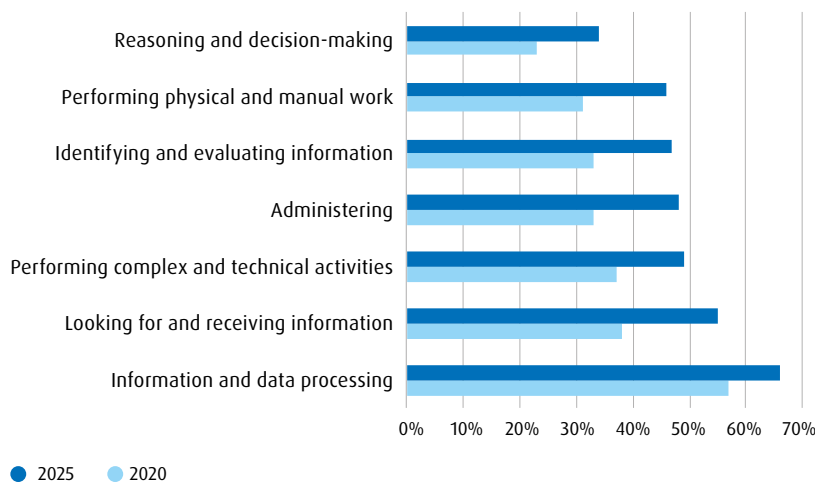 Reasoning and decision-making
Performing physical and manual work
Identifying and evaluating information
Administering
Performing complex and technical activities
Looking for and receiving information
Information and data processing
0% 10% 20% 30% 40% 50% 60% 70%
2025 2020